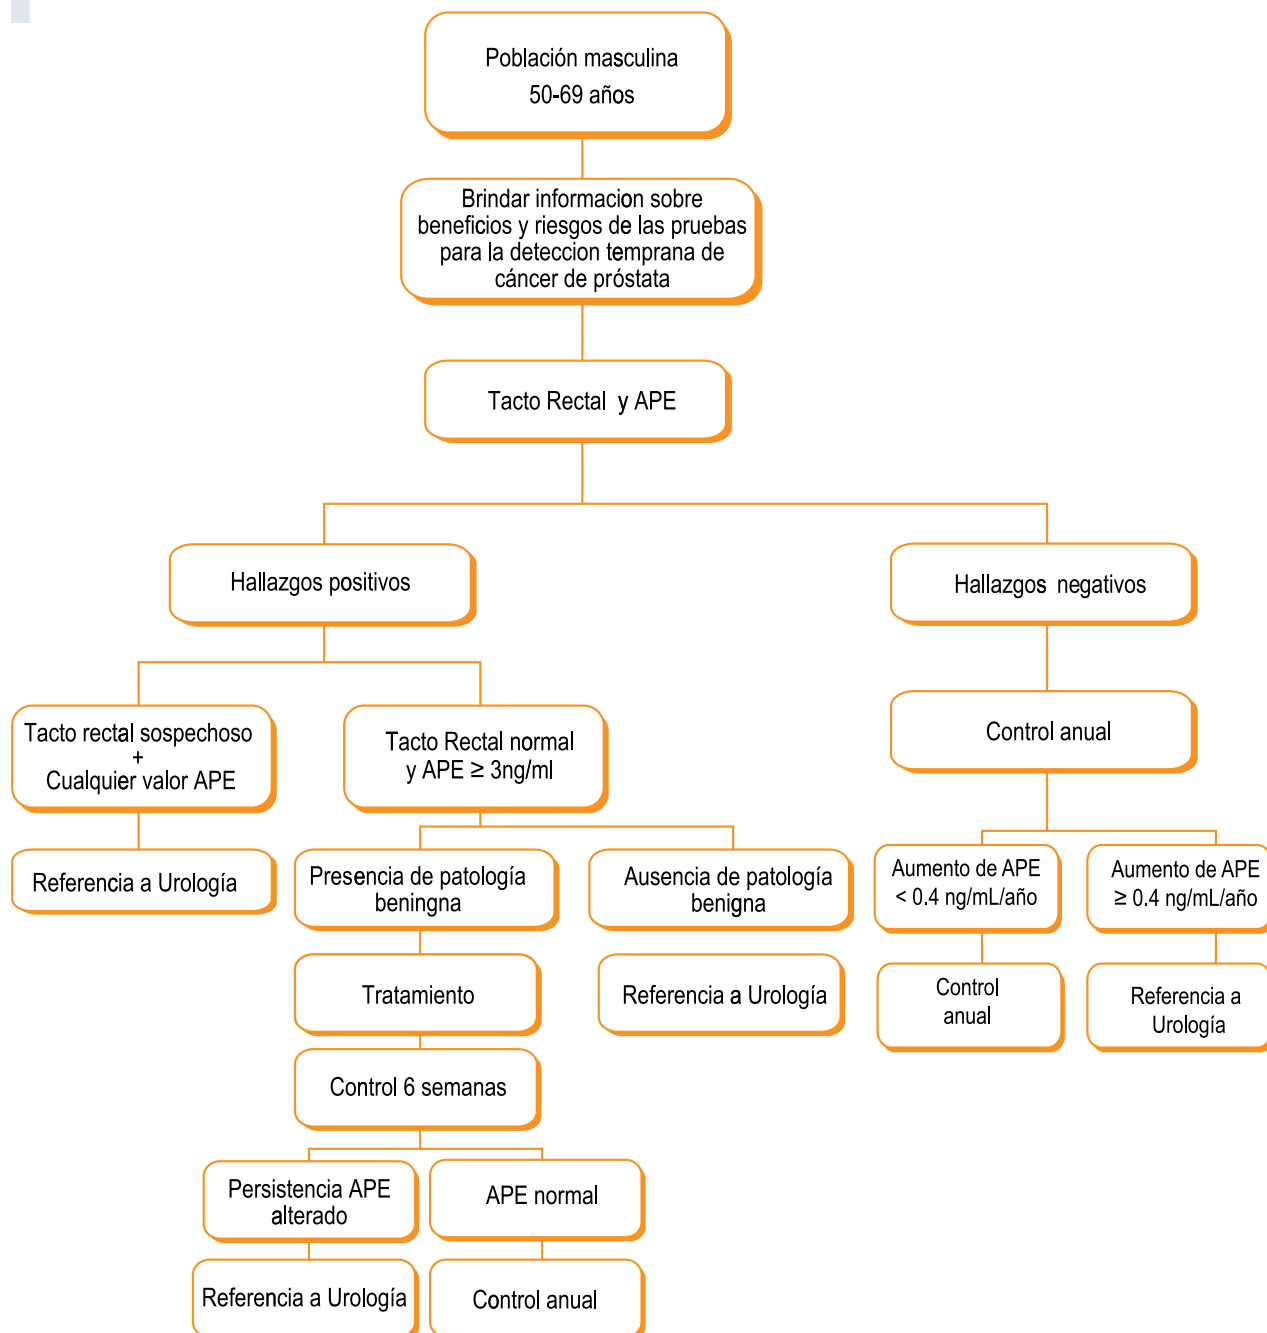 Población masculina
50-69 años
Brindar informacion sobre
beneficios y riesgos de las pruebas
para la deteccion temprana de
cáncer de próstata
Tacto Rectal y APE
Hallazgos positivos
Hallazgos negativos
Tacto rectal sospechoso
+
Cualquier valor APE
Tacto Rectal normal
y APE ≥ 3ng/ml
Control anual
Referencia a Urología
Presencia de patología
beningna
Ausencia de patología
benigna
Aumento de APE
< 0.4 ng/mL/año
Aumento de APE
≥ 0.4 ng/mL/año
Tratamiento
Referencia a Urología
Control
anual
Referencia a
Urología
Control 6 semanas
Persistencia APE
alterado
APE normal
Referencia a Urología
Control anual